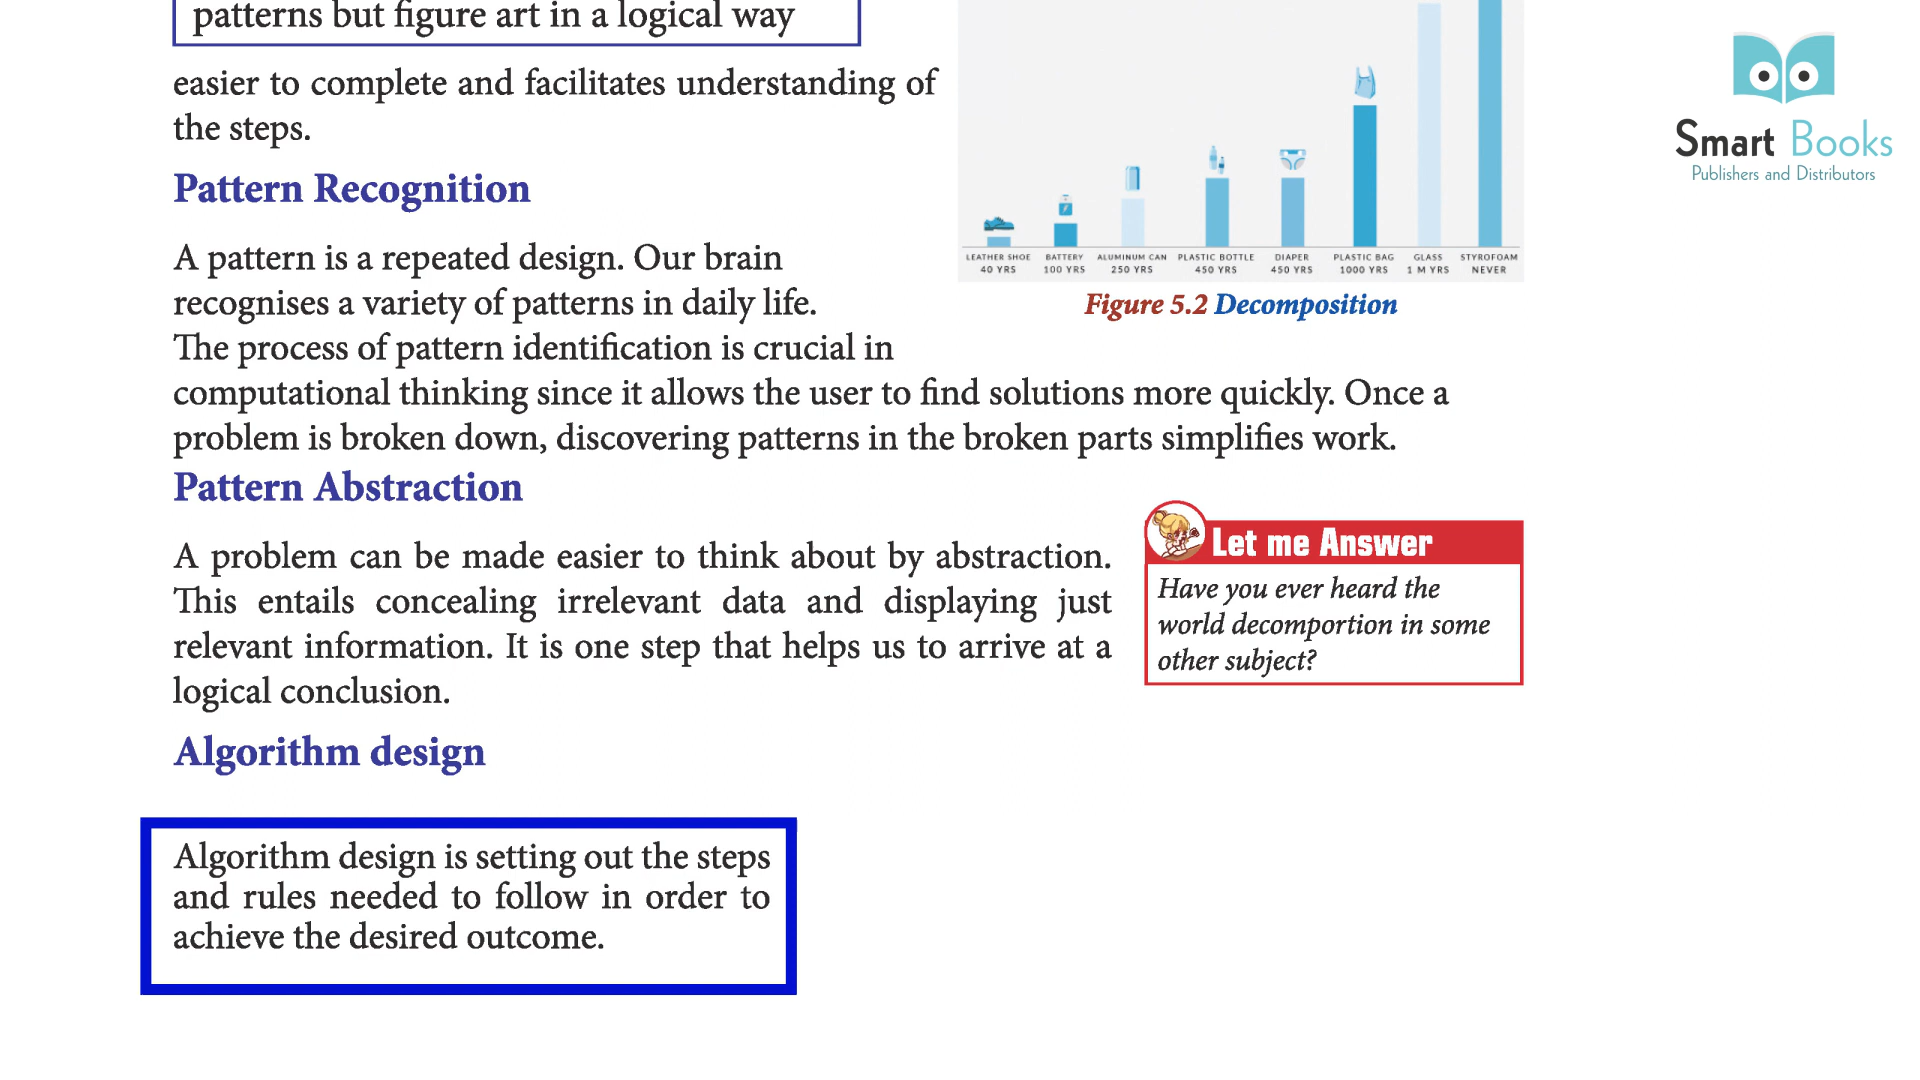 patterns but figure art in a logical way
easier to complete and facilitates understanding of
the steps.
Pattern Recognition
A pattern is a repeated design. Our brain
recognises a variety of patterns in daily life.
The process of pattern identification is crucial in
computational thinking since it allows the user to find solutions more quickly. Once a
problem is broken down, discovering patterns in the broken parts simplifies work.
LEATHER SHOE BATTERY ALUMINUM CAN PLASTIC BOTTLE DIAPER PLASTIC BAG GLASS STYROFOAM
40 YRS 100 YRS 250 YRS 450 YRS 450 YRS 1000 YRS 1 M YRS NEVER
Figure 5.2 Decomposition
Pattern Abstraction
A problem can be made easier to think about by abstraction.
This entails concealing irrelevant data and displaying just
relevant information. It is one step that helps us to arrive at a
logical conclusion.
Let me Answer
Have you ever heard the
world decomportion in some
other subject?
Algorithm design
Algorithm design is setting out the steps
and rules needed to follow in order to
achieve the desired outcome.
Smart Books
Publishers and Distributors